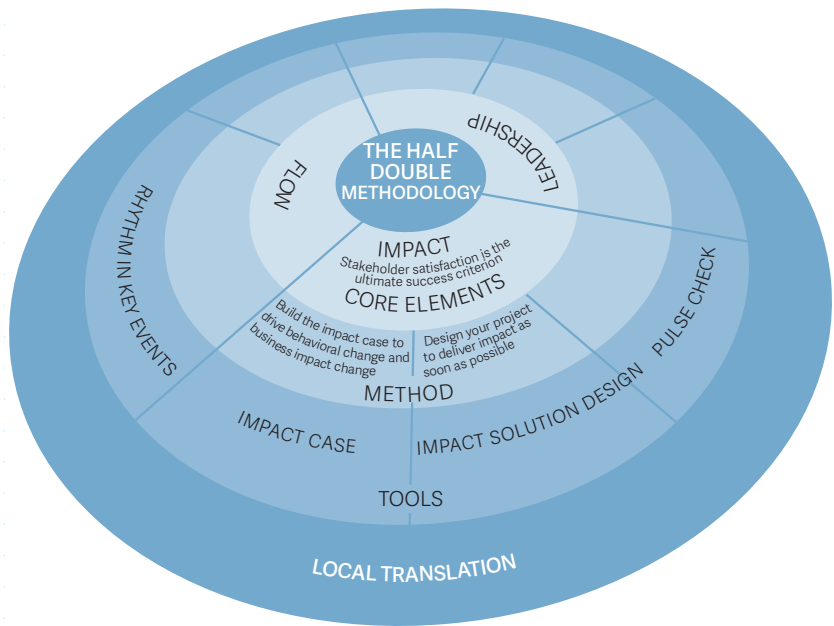 THE HALF
DOUBLE
METHODOLOGY
FLOW
LEADERSHIP
IMPACT
Stakeholder satisfaction is the
ultimate success criterion
CORE ELEMENTS
Build the impact case to
drive behavioral change and
business impact change
Design your project
to deliver impact as
soon as possible
METHOD
RHYTHM IN KEY EVENTS
IMPACT CASE
IMPACT SOLUTION DESIGN
PULSE CHECK
TOOLS
LOCAL TRANSLATION